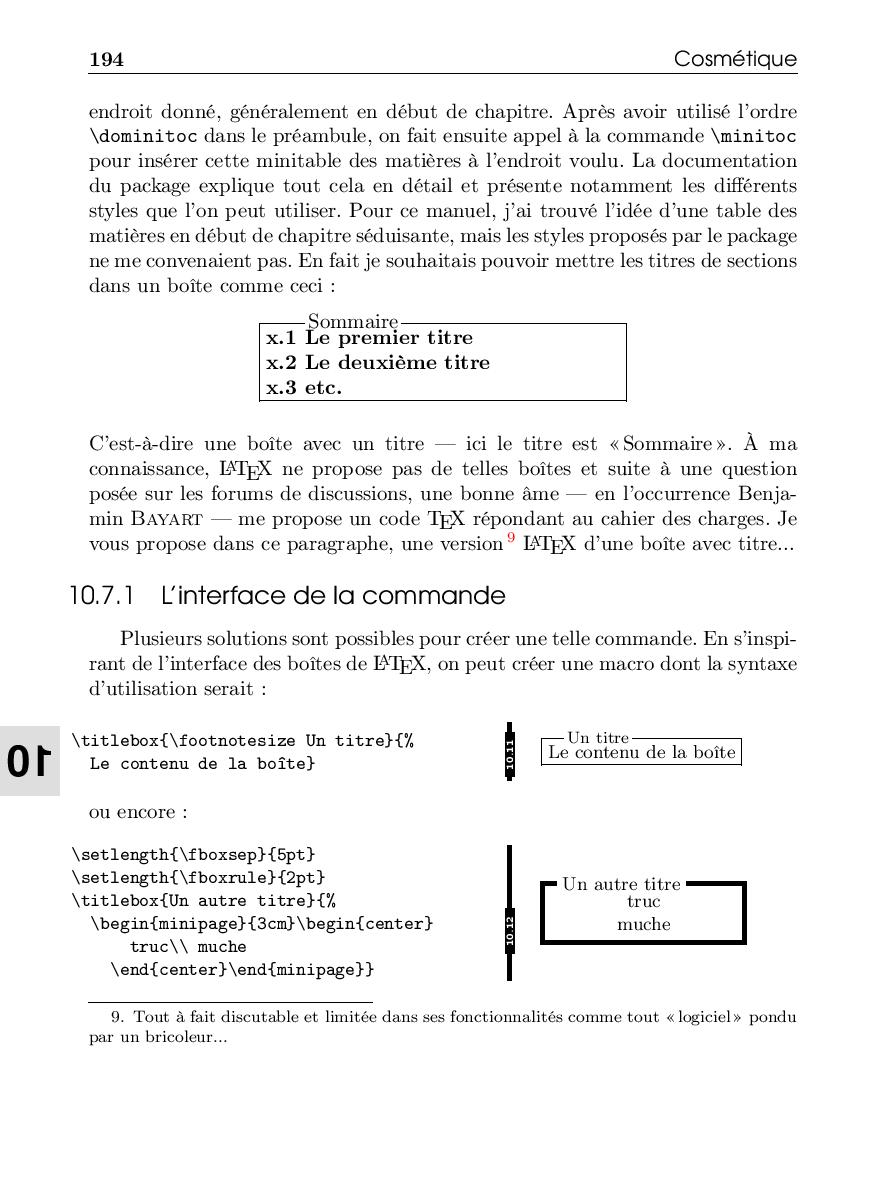 194 Cosmétique
endroit donné, généralement en début de chapitre. Après avoir utilisé l'ordre
\dominitoc dans le préambule, on fait ensuite appel à la commande \minitoc
pour insérer cette minitable des matières à l'endroit voulu. La documentation
du package explique tout cela en détail et présente notamment les différents
styles que l'on peut utiliser. Pour ce manuel, j'ai trouvé l'idée d'une table des
matières en début de chapitre séduisante, mais les styles proposés par le package
ne me convenaient pas. En fait je souhaitais pouvoir mettre les titres de sections
dans un boîte comme ceci :
Sommaire
x.1 Le premier titre
x.2 Le deuxième titre
x.3 etc.
C'est-à-dire une boîte avec un titre — ici le titre est « Sommaire ». À ma
connaissance, LATEX ne propose pas de telles boîtes et suite à une question
posée sur les forums de discussions, une bonne âme — en l'occurrence Benja-
min BAYART — me propose un code TEX répondant au cahier des charges. Je
vous propose dans ce paragraphe, une version 9 LATEX d'une boîte avec titre...
10.7.1 L'interface de la commande
Plusieurs solutions sont possibles pour créer une telle commande. En s'inspi-
rant de l'interface des boîtes de LATEX, on peut créer une macro dont la syntaxe
d'utilisation serait :
10
\titlebox{\footnotesize Un titre}{%
Le contenu de la boîte}
10.11
Un titre
Le contenu de la boîte
ou encore :
\setlength{\fboxsep}{5pt}
\setlength{\fboxrule}{2pt}
\titlebox{Un autre titre}{%
\begin{minipage}{3cm}\begin{center}
truc\\ muche
\end{center}\end{minipage}}
10.12
Un autre titre
truc
muche
9. Tout à fait discutable et limitée dans ses fonctionnalités comme tout « logiciel » pondu
par un bricoleur...